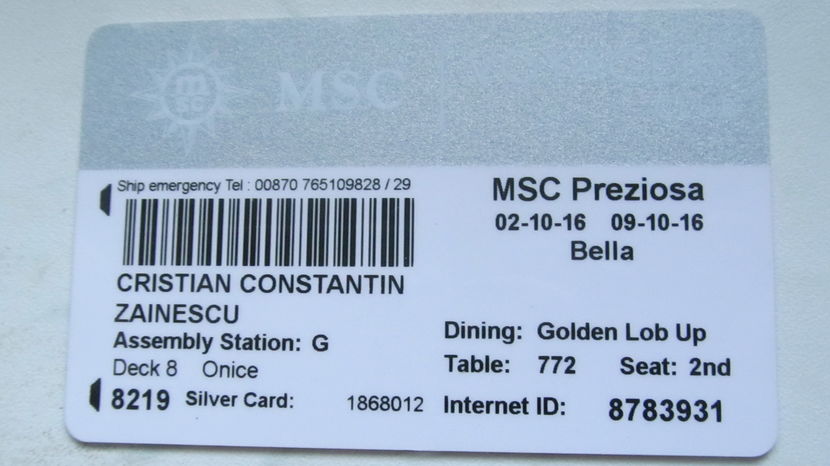 msc
MSC
Ship emergency Tel : 00870 765109828 / 29
CRISTIAN CONSTANTIN
ZAINESCU
Assembly Station: G
Deck 8 Onice
8219 Silver Card: 1868012
MSC Preziosa
02-10-16 09-10-16
Bella
Dining: Golden Lob Up
Table: 772 Seat: 2nd
Internet ID: 8783931